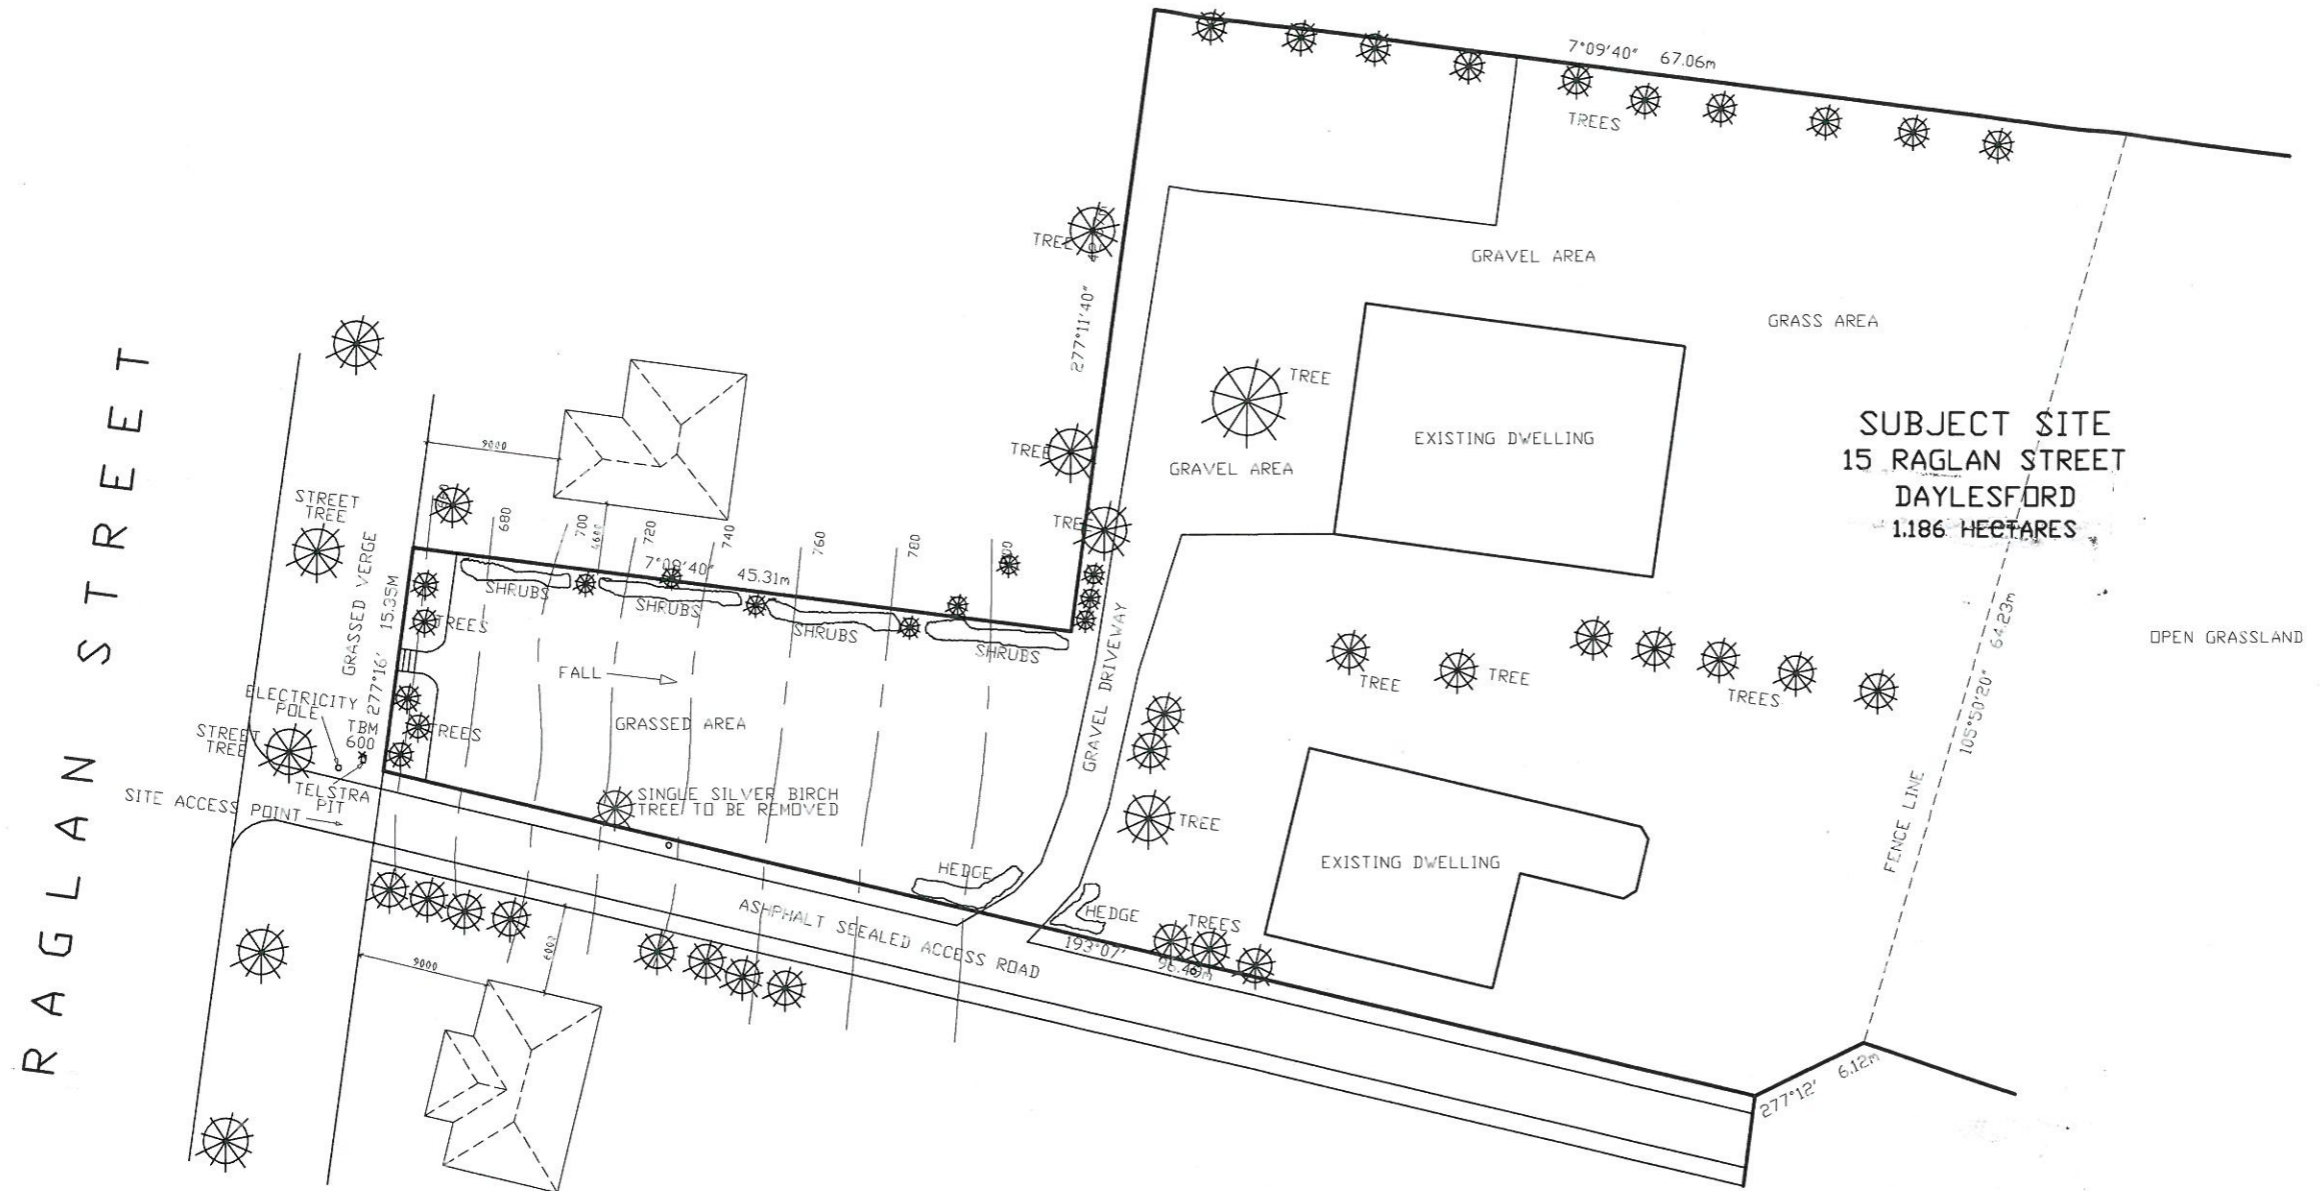 RAGLAN STREET
7°09'40" 67.06m
TREES
TREE
277°11'40"
GRAVEL AREA
GRASS AREA
TREE
GRAVEL AREA
TREE
EXISTING DWELLING
SUBJECT SITE
15 RAGLAN STREET
DAYLESFORD
1.186 HECTARES
9000
STREET
TREE
680
700
4600
720
740
760
780
TREE
GRASSED VERGE
277°16' 15.35M
45.31m
SHRUBS
SHRUBS
SHRUBS
SHRUBS
TREES
FALL
GRAVEL DRIVEWAY
105°50'20" 64.23m
OPEN GRASSLAND
TREE
TREE
TREES
ELECTRICITY
POLE
TBM
600
STREET
TREE
TREES
GRASSED AREA
TELSTRA
PIT
SITE ACCESS POINT
SINGLE SILVER BIRCH
TREE TO BE REMOVED
TREE
FENCE LINE
EXISTING DWELLING
HEDGE
HEDGE
TREES
ASHPHALT SEEALED ACCESS ROAD
193°07'
9000
277°12' 6.12m